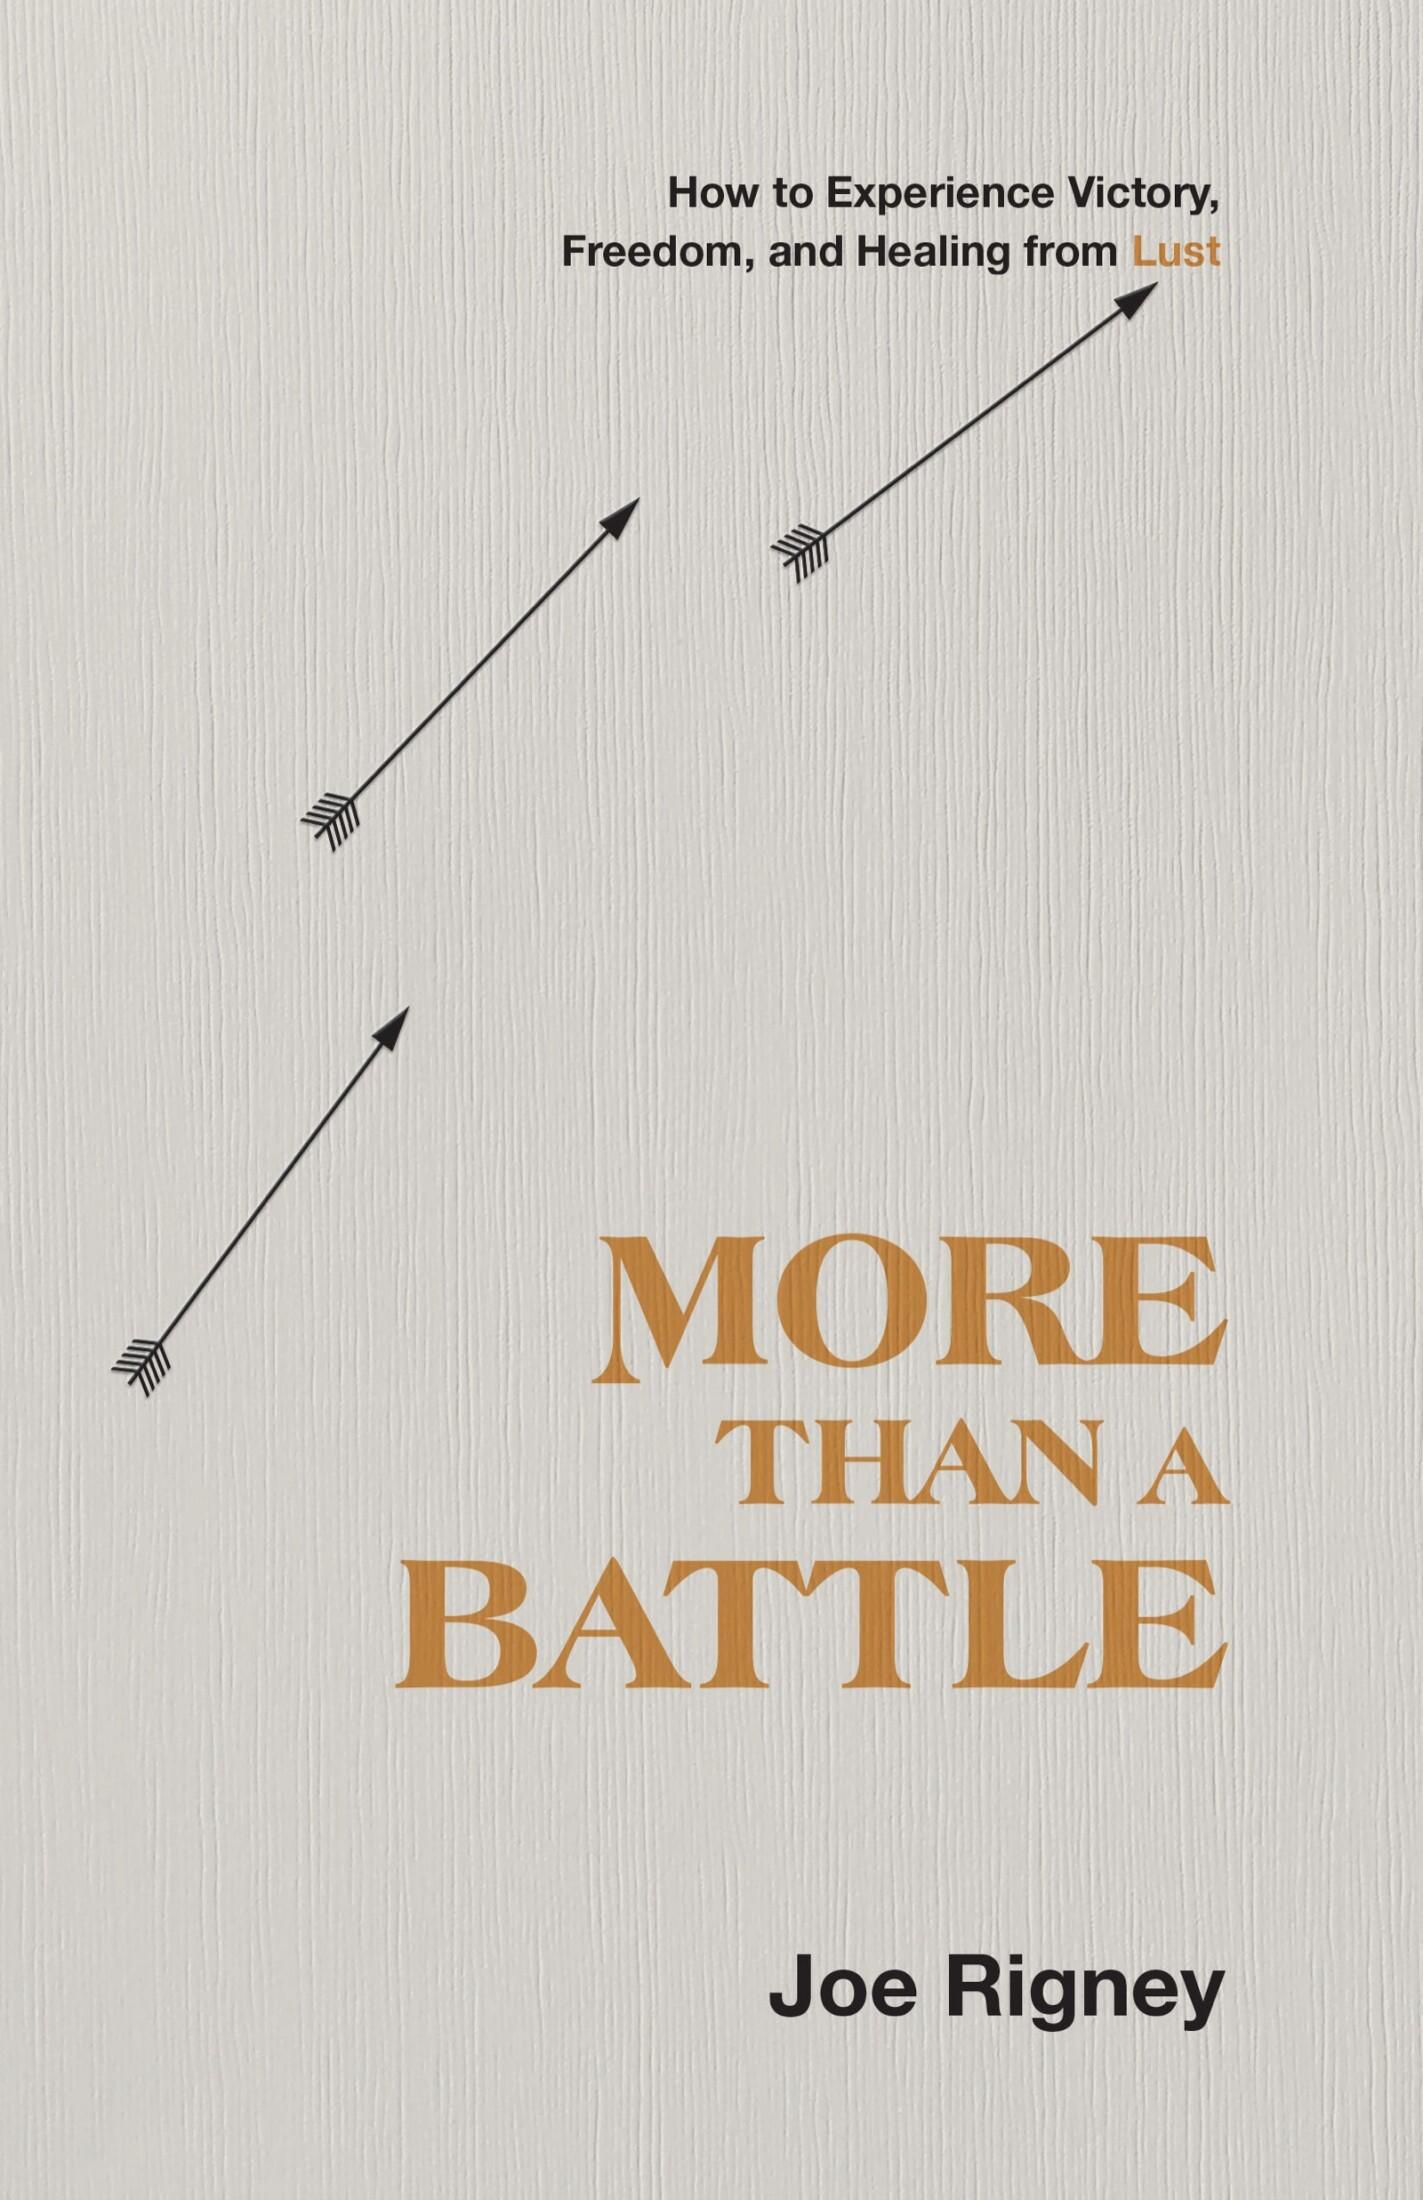 How to Experience Victory,
Freedom, and Healing from Lust
MORE
THAN A
BATTLE
Joe Rigney